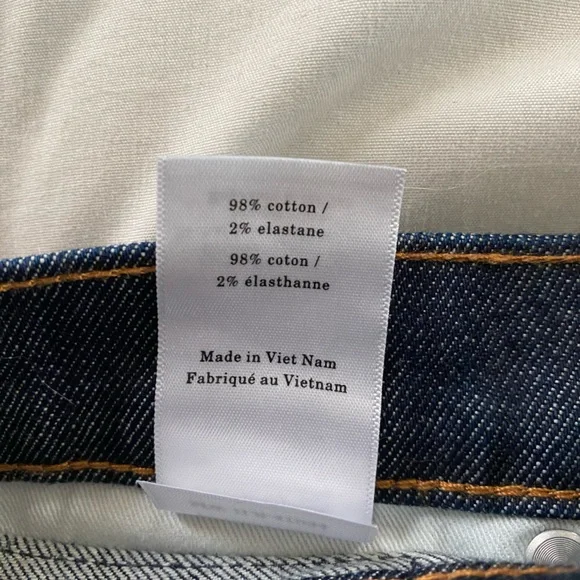 98% cotton /
2% elastane
98% coton /
2% élasthanne
Made in Viet Nam
Fabriqué au Vietnam